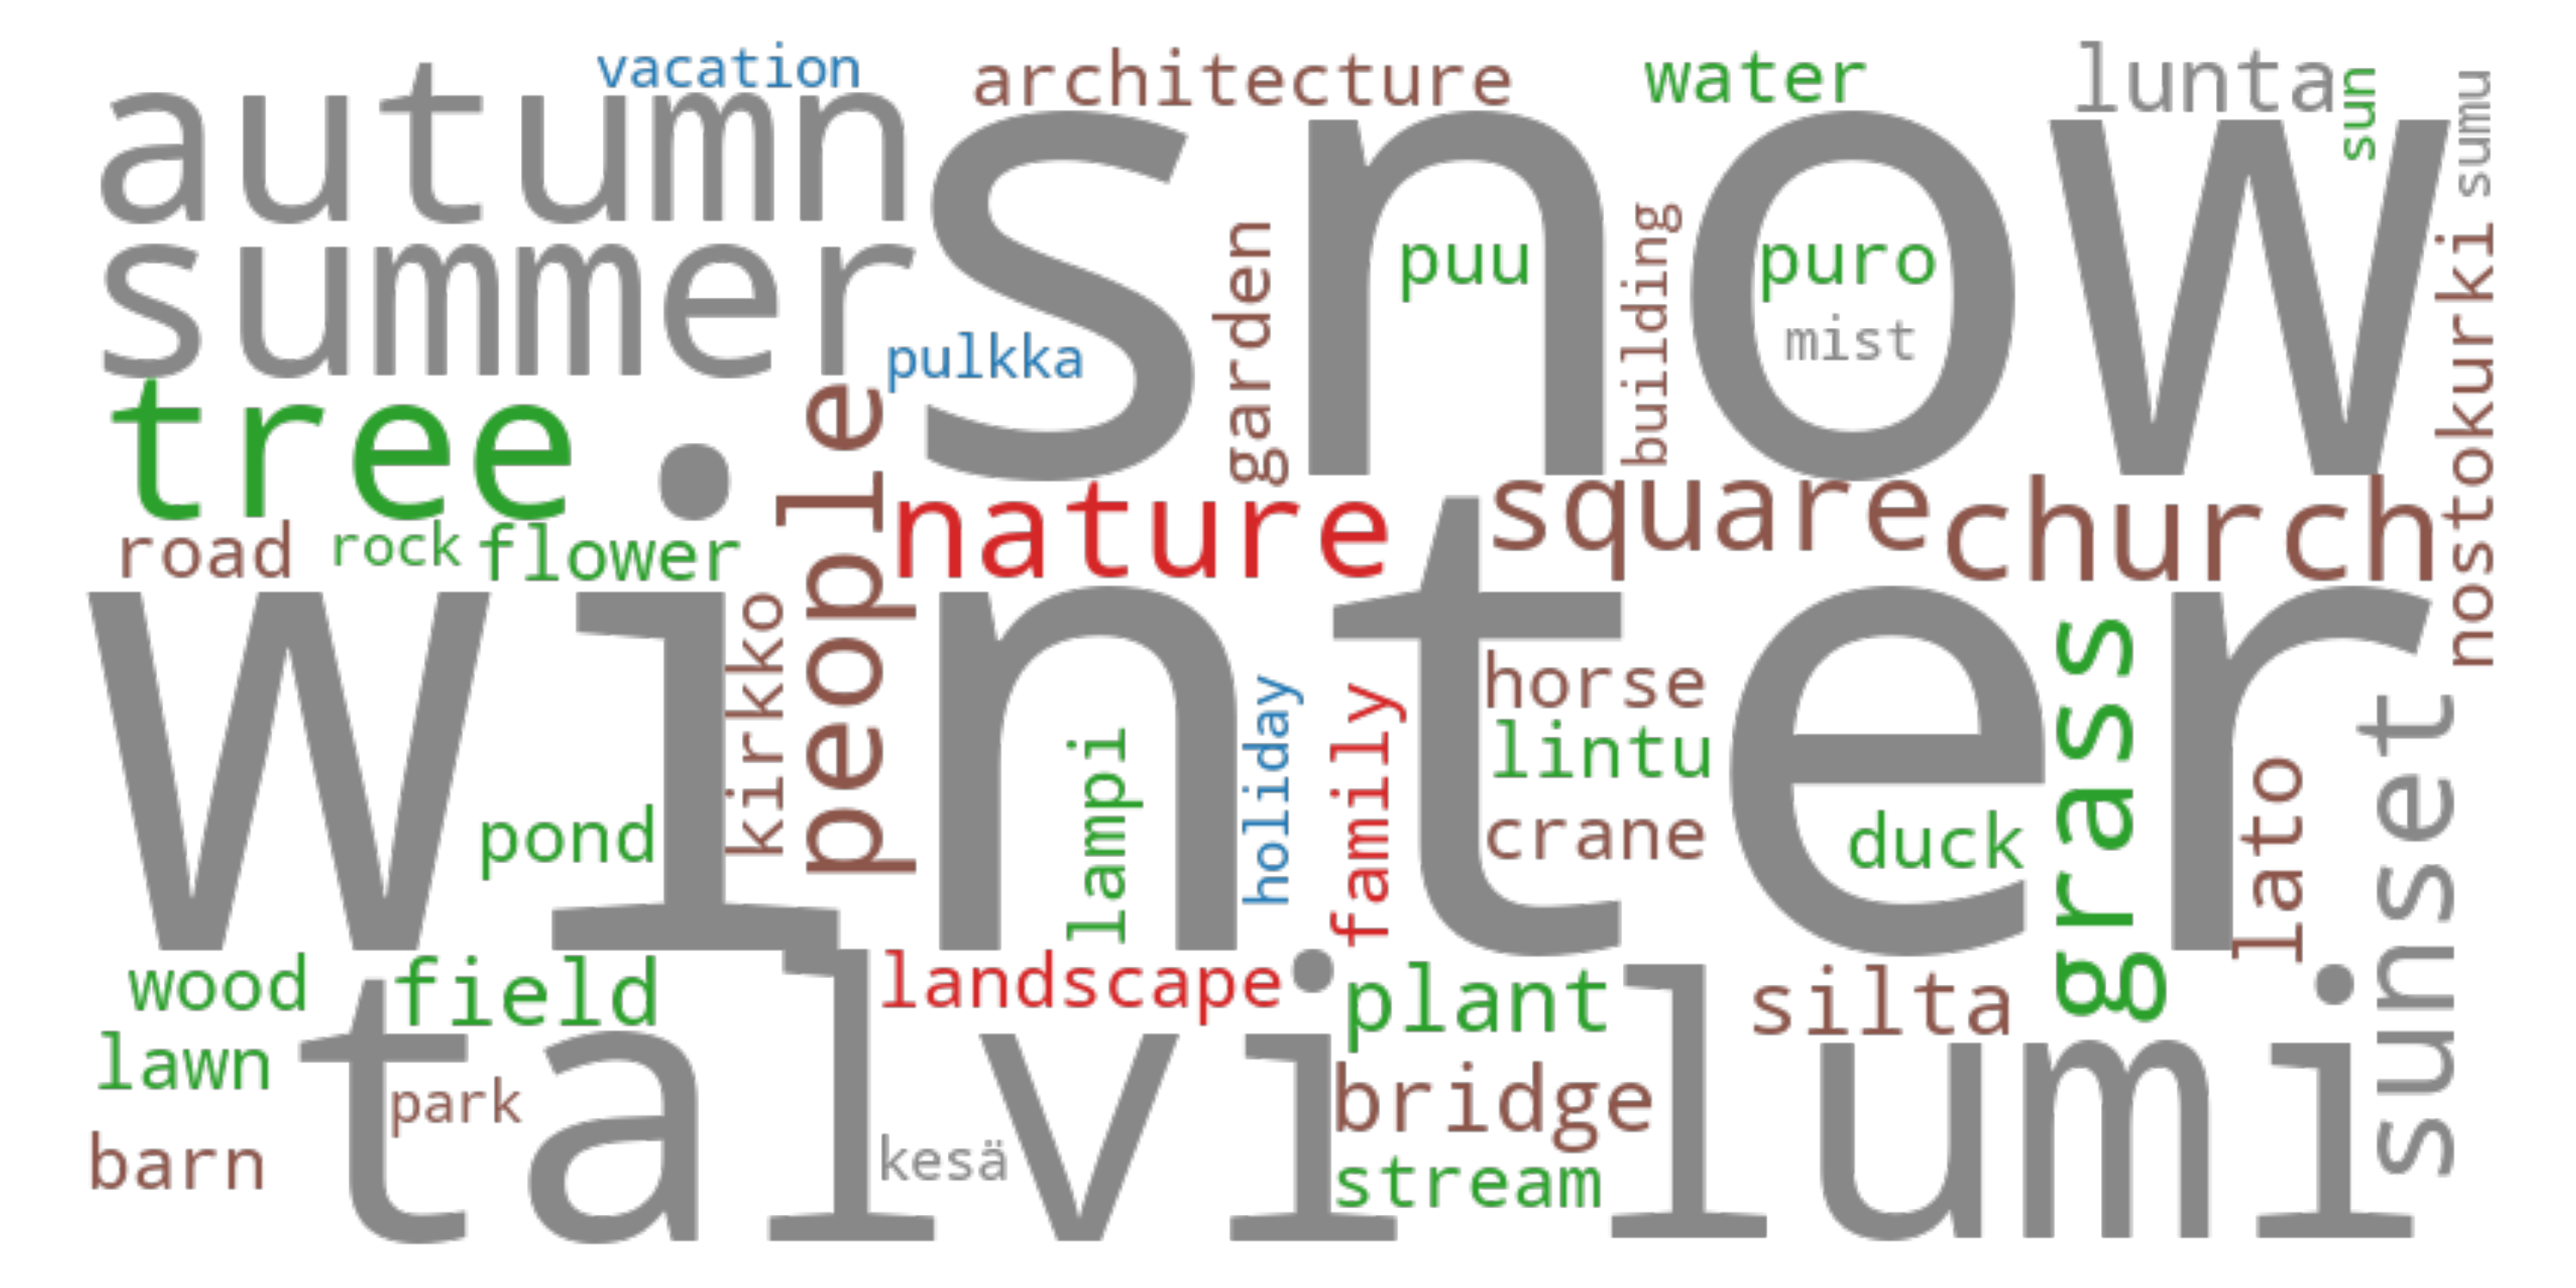 vacation
architecture
water
lunta
sun
sumu
autumn
snow
summer
garden
puu
building
puro
mist
nostokurki
pulkka
tree
people
nature
square
church
road
rock
flower
winter
kirkko
horse
grass
lintu
lampi
holiday
family
crane
duck
pond
lato
sunset
wood
field
landscape
plant
silta
lawn
talvi
lumi
park
bridge
barn
kesä
stream